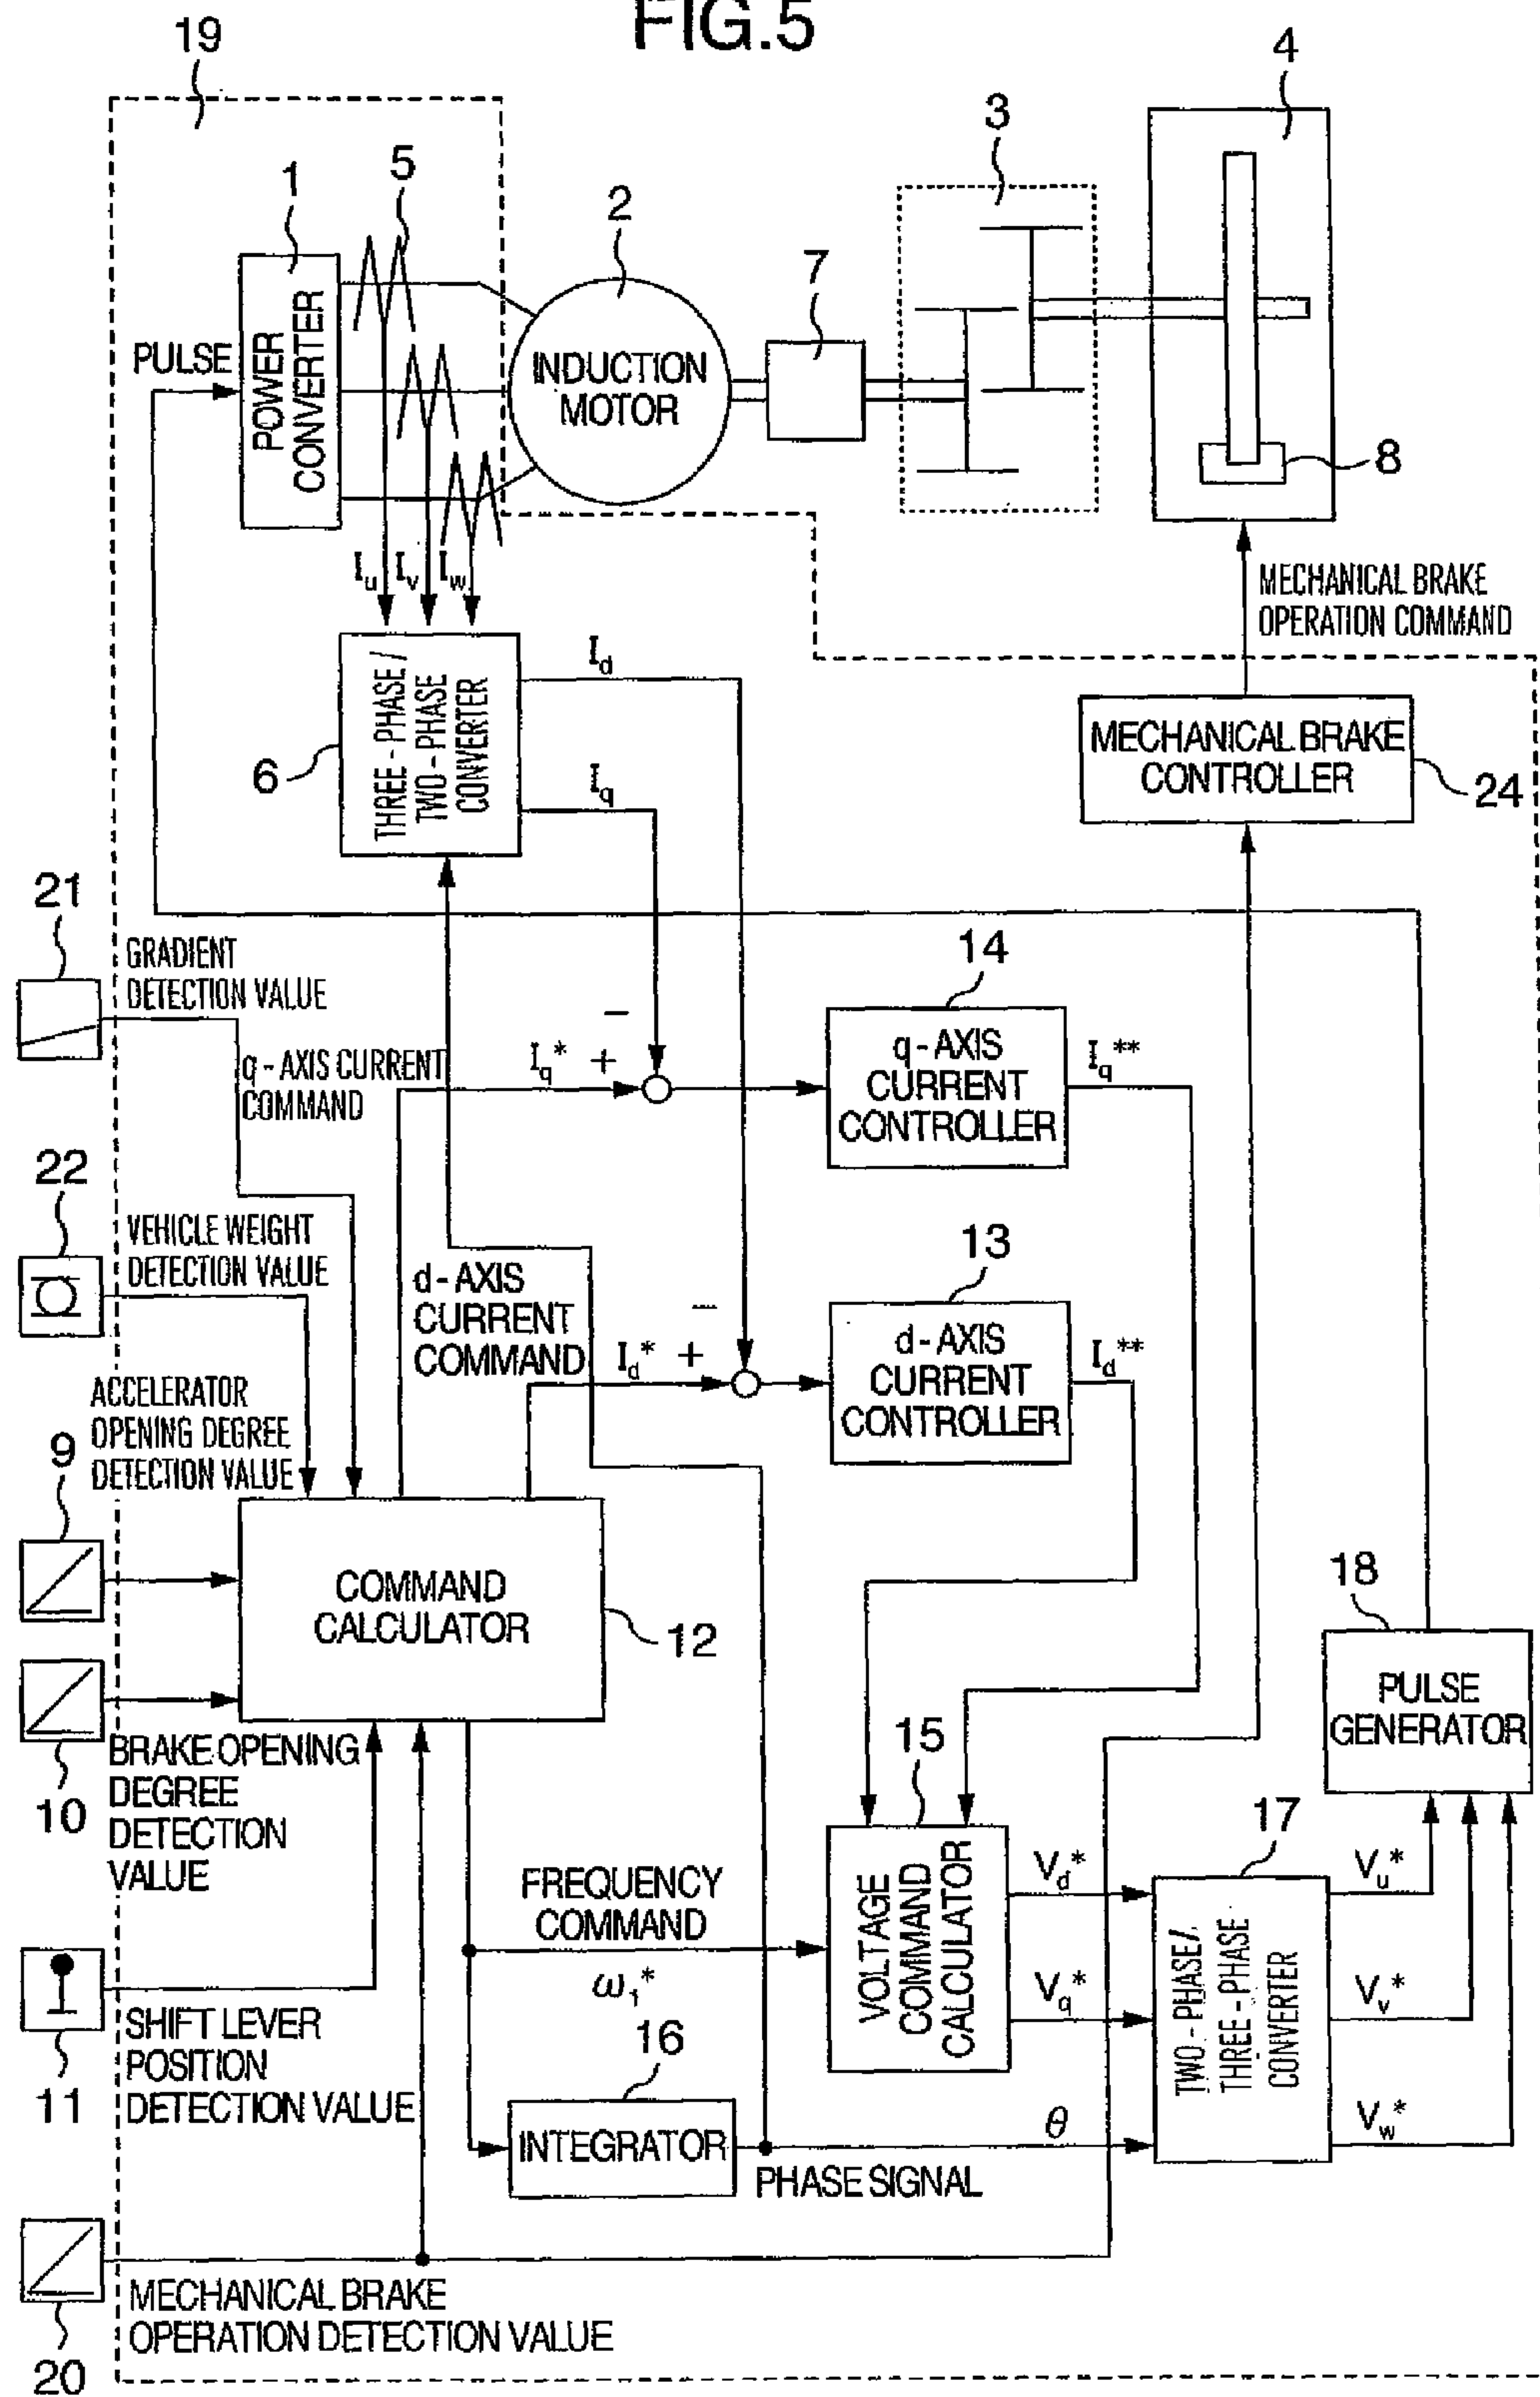 FIG.5
19
4
3
1
5
2
7
PULSE
POWER
CONVERTER
INDUCTION
MOTOR
8
Iu
Iv
Iw
MECHANICAL BRAKE
OPERATION COMMAND
Id
THREE-PHASE /
TWO-PHASE
CONVERTER
6
Iq
MECHANICAL BRAKE
CONTROLLER
24
21
GRADIENT
DETECTION VALUE
14
−
q-AXIS CURRENT
COMMAND
Iq* +
q-AXIS
CURRENT
CONTROLLER
Iq**
22
VEHICLE WEIGHT
DETECTION VALUE
13
d-AXIS
CURRENT
COMMAND
−
Id* +
d-AXIS
CURRENT
CONTROLLER
Id**
ACCELERATOR
OPENING DEGREE
DETECTION VALUE
9
COMMAND
CALCULATOR
12
18
PULSE
GENERATOR
10
BRAKE OPENING
DEGREE
DETECTION
VALUE
15
17
FREQUENCY
COMMAND
ω1*
VOLTAGE
COMMAND
CALCULATOR
Vd*
Vq*
TWO-PHASE/
THREE-PHASE
CONVERTER
Vu*
Vv*
Vw*
11
SHIFT LEVER
POSITION
DETECTION VALUE
16
INTEGRATOR
θ
PHASE SIGNAL
20
MECHANICAL BRAKE
OPERATION DETECTION VALUE